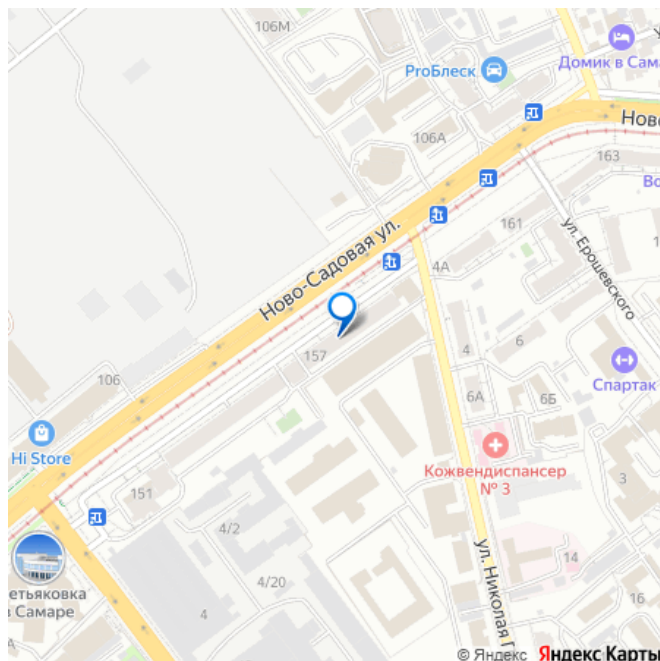 106М
Домик в Сама
PrоБлеск
106А
Ново
163
Во
161
ул. Ерошевского
Ново-Садовая ул.
4А
157
4
6
106
6А
6Б
Спартак
Hi Store
Кожвендиспансер
№ 3
3
151
4/2
ул. Николая П
14
4/20
етьяковка
в Самаре
4
16
© Яндекс
Яндекс Карты